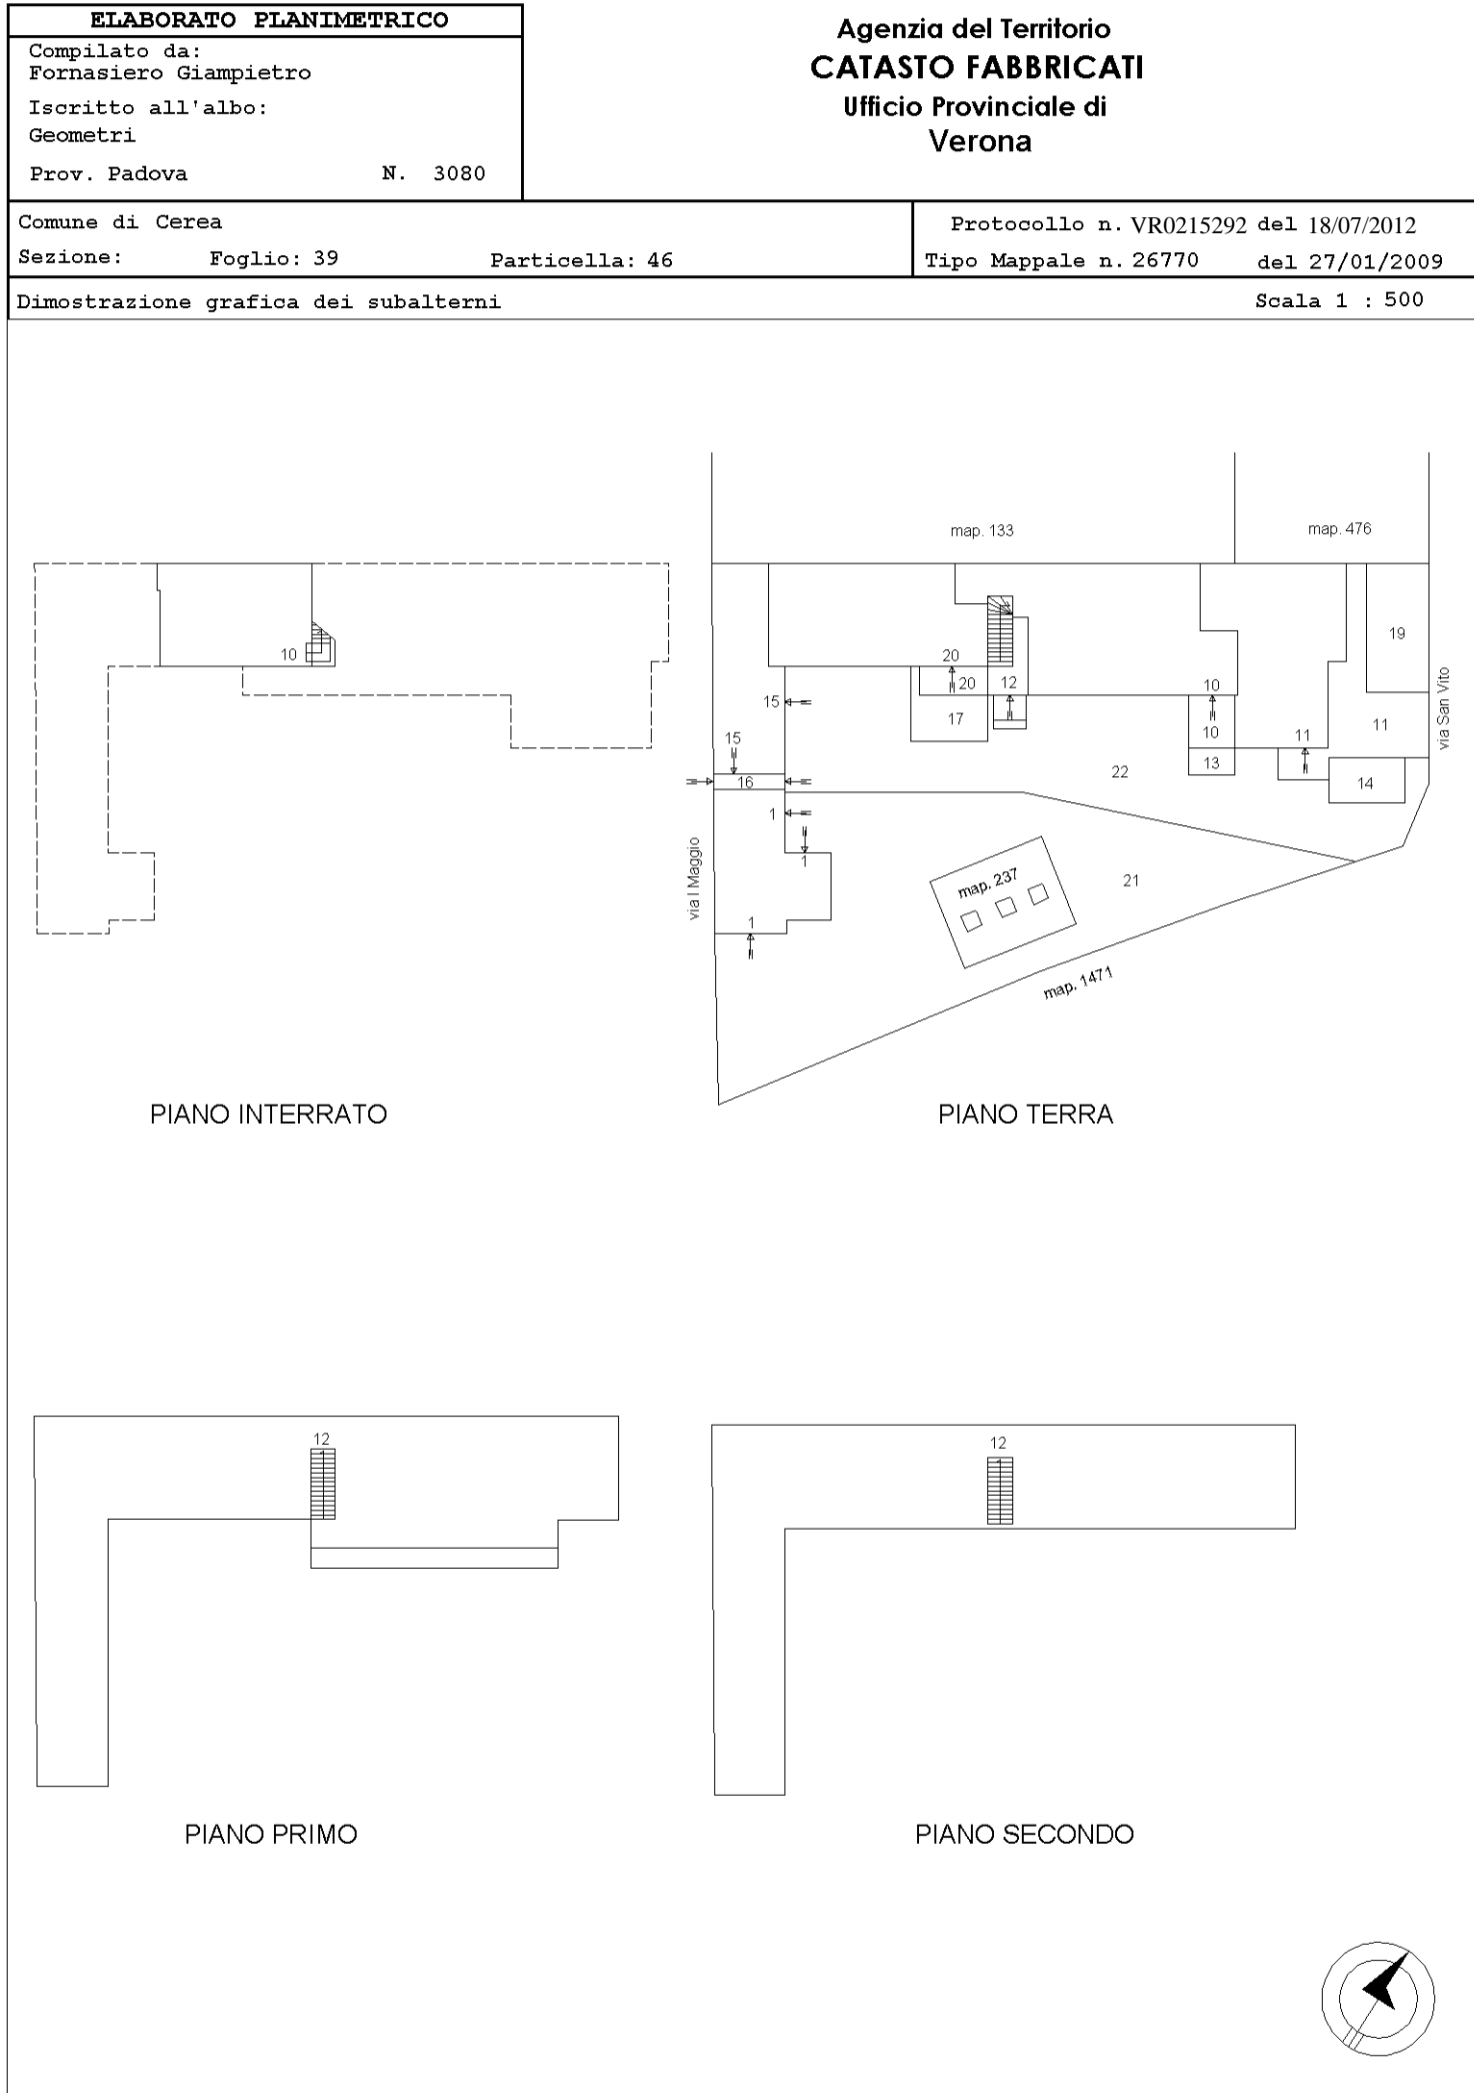 ELABORATO PLANIMETRICO
Compilato da:
Fornasiero Giampietro
Iscritto all'albo:
Geometri
Prov. Padova N. 3080
Agenzia del Territorio
CATASTO FABBRICATI
Ufficio Provinciale di
Verona
Comune di Cerea
Sezione: Foglio: 39 Particella: 46
Protocollo n. VR0215292 del 18/07/2012
Tipo Mappale n. 26770 del 27/01/2009
Dimostrazione grafica dei subalterni
Scala 1 : 500
10
PIANO INTERRATO
map. 133
map. 476
19
20
20
12
10
15
17
15
10
11
11
13
22
14
16
1
1
1
map. 237
21
map. 1471
via I Maggio
via San Vito
PIANO TERRA
12
PIANO PRIMO
12
PIANO SECONDO